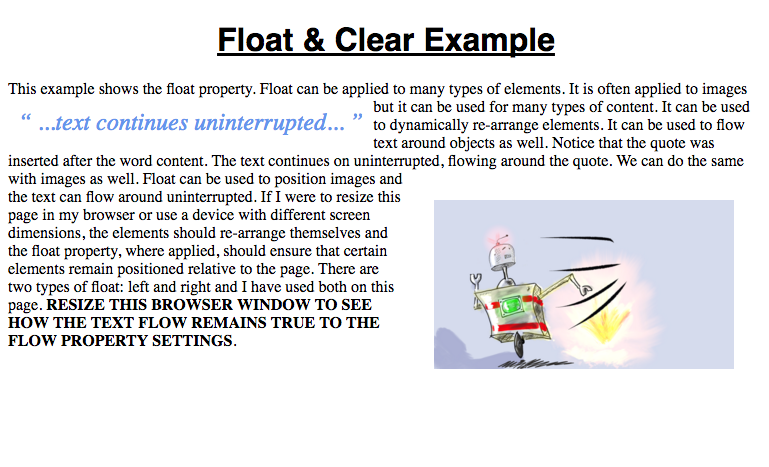 Float & Clear Example
This example shows the float property. Float can be applied to many types of elements. It is often applied to images
“ ...text continues uninterrupted... ”
but it can be used for many types of content. It can be used
to dynamically re-arrange elements. It can be used to flow
text around objects as well. Notice that the quote was
inserted after the word content. The text continues on uninterrupted, flowing around the quote. We can do the same
with images as well. Float can be used to position images and
the text can flow around uninterrupted. If I were to resize this
page in my browser or use a device with different screen
dimensions, the elements should re-arrange themselves and
the float property, where applied, should ensure that certain
elements remain positioned relative to the page. There are
two types of float: left and right and I have used both on this
page. RESIZE THIS BROWSER WINDOW TO SEE
HOW THE TEXT FLOW REMAINS TRUE TO THE
FLOW PROPERTY SETTINGS.